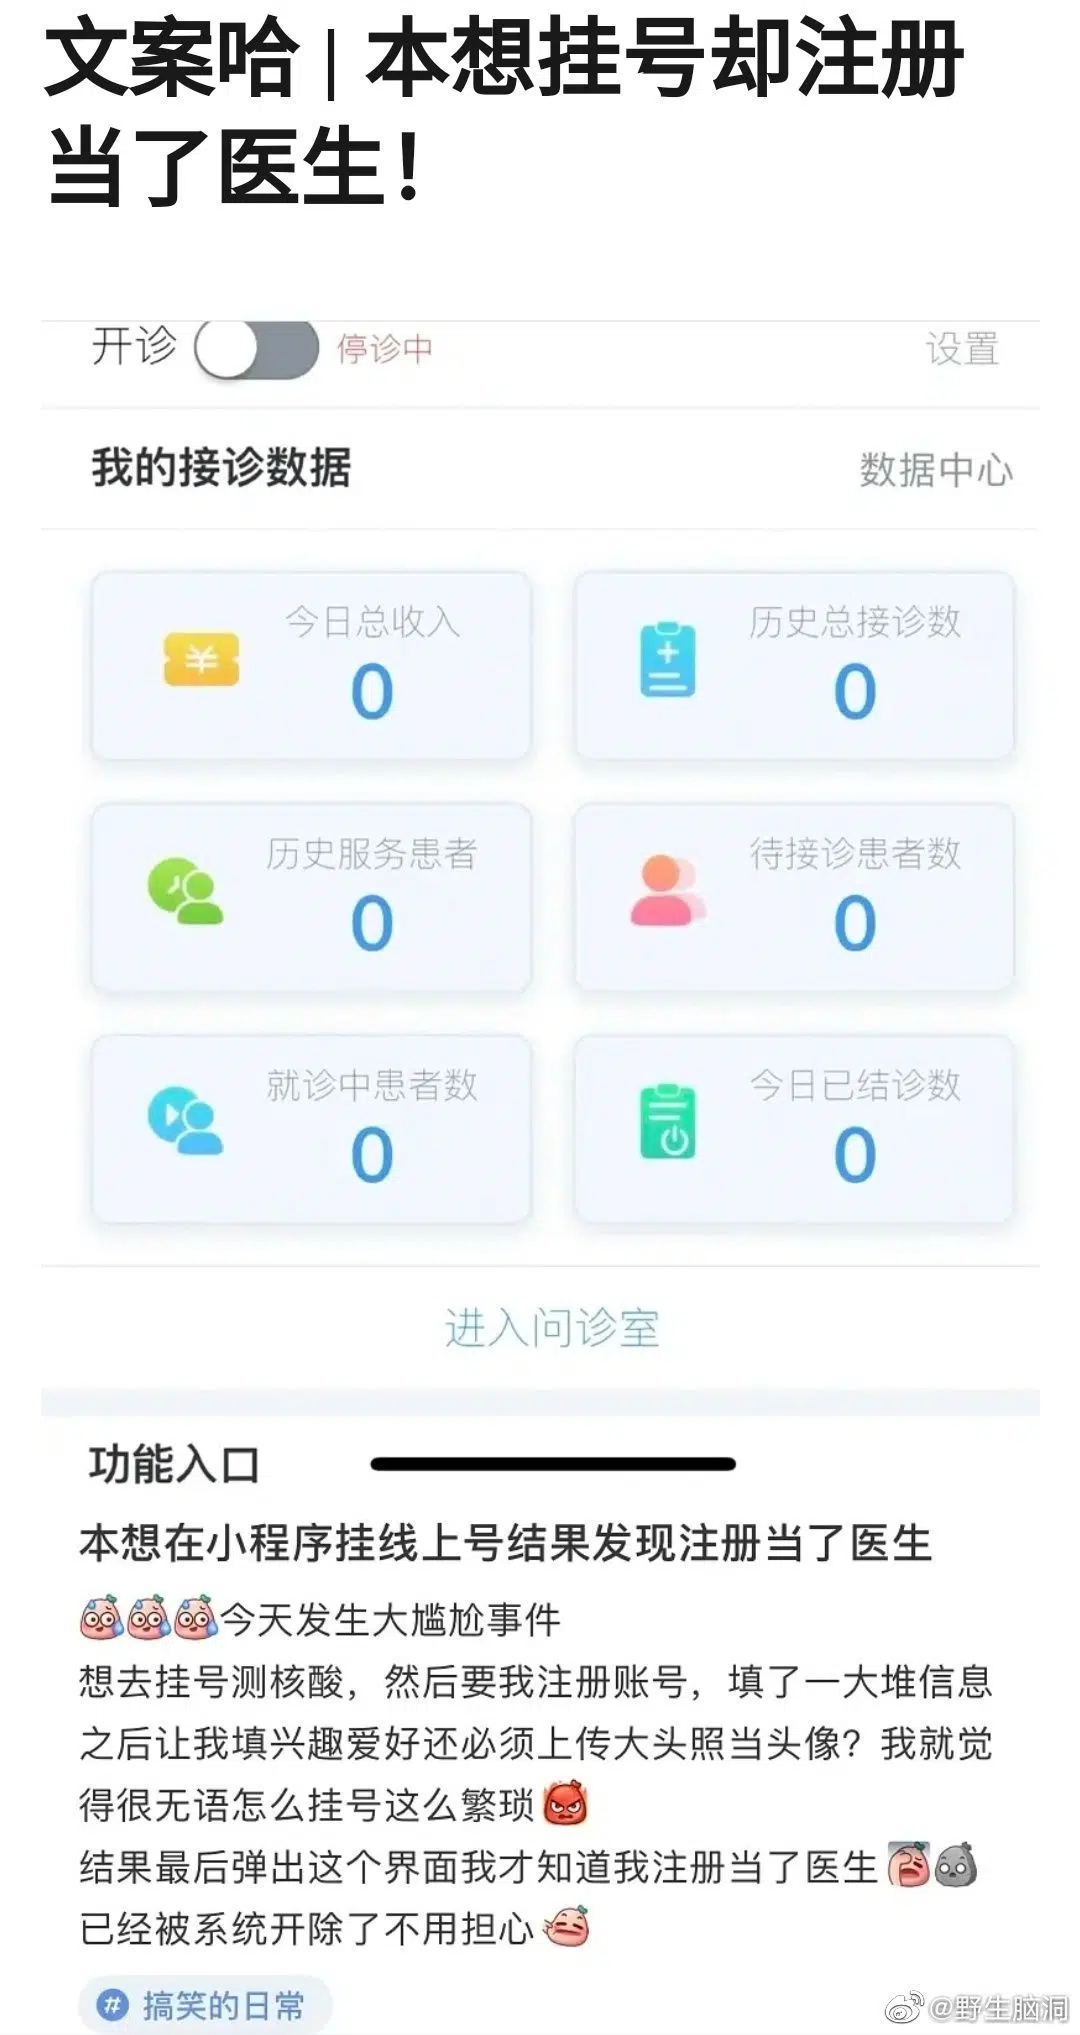 文案哈 | 本想挂号却注册
当了医生！
开诊 停诊中 设置
我的接诊数据 数据中心
今日总收入 历史总接诊数
0 0
历史服务患者 待接诊患者数
0 0
就诊中患者数 今日已结诊数
0 0
进入问诊室
功能入口
本想在小程序挂线上号结果发现注册当了医生
今天发生大尴尬事件
想去挂号测核酸，然后要我注册账号，填了一大堆信息
之后让我填兴趣爱好还必须上传大头照当头像？我就觉
得很无语怎么挂号这么繁琐
结果最后弹出这个界面我才知道我注册当了医生
已经被系统开除了不用担心
# 搞笑的日常
@野生脑洞